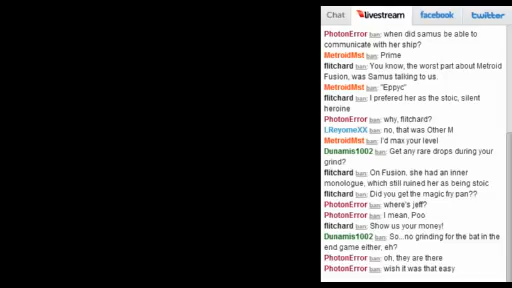 Chat livestream facebook twitter
PhotonError ban: when did samus be able to
communicate with her ship?
MetroidMst ban: Prime
flitchard ban: You know, the worst part about Metroid
Fusion, was Samus talking to us.
MetroidMst ban: "Eppyc"
flitchard ban: I prefered her as the stoic, silent
heroine
PhotonError ban: why, flitchard?
LReyomeXX ban: no, that was Other M
MetroidMst ban: I'd max your level
Dunamis1002 ban: Get any rare drops during your
grind?
flitchard ban: On Fusion, she had an inner
monologue, which still ruined her as being stoic
flitchard ban: Did you get the magic fry pan??
PhotonError ban: where's jeff?
PhotonError ban: I mean, Poo
flitchard ban: Show us your money!
Dunamis1002 ban: So...no grinding for the bat in the
end game either, eh?
PhotonError ban: oh, they are there
PhotonError ban: wish it was that easy